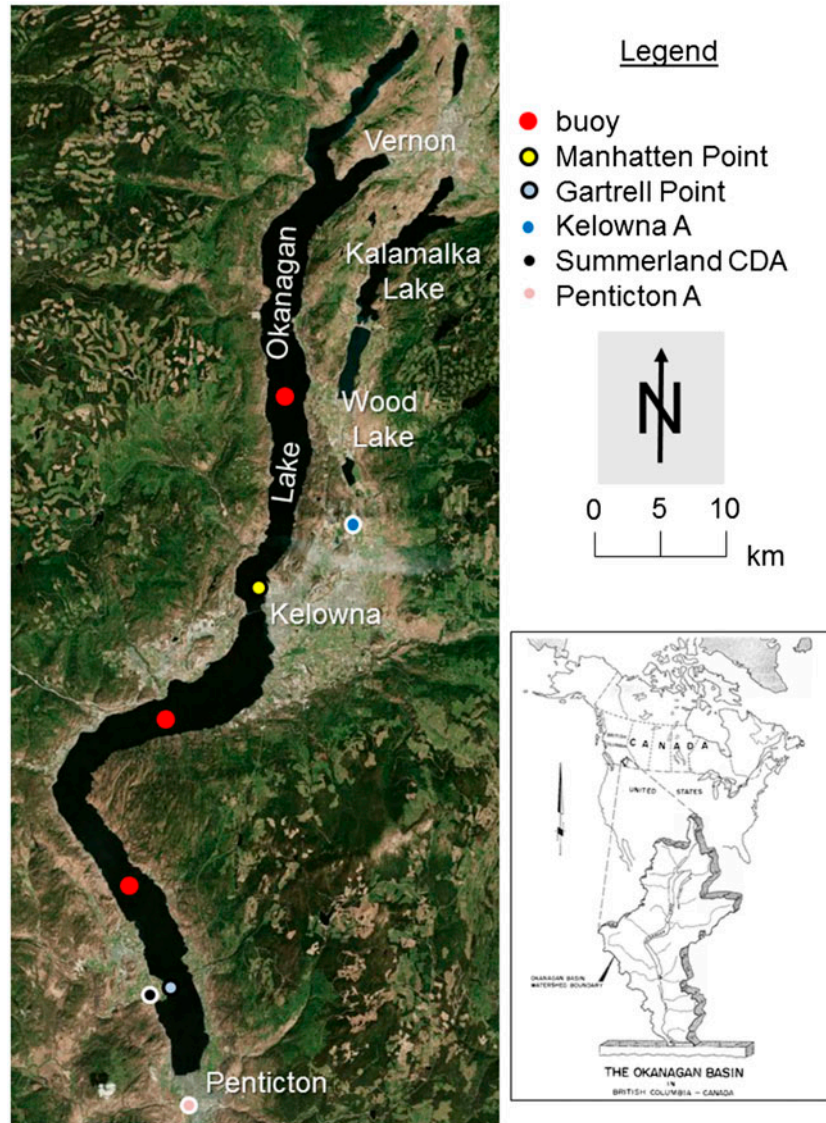 Vernon
Kalamalka
Lake
Okanagan
Lake
Wood
Lake
Kelowna
Penticton
Legend
buoy
Manhatten Point
Gartrell Point
Kelowna A
Summerland CDA
Penticton A
N
0 5 10
km
CANADA
UNITED STATES
OKANAGAN BASIN
WATERSHED BOUNDARY
THE OKANAGAN BASIN
IN
BRITISH COLUMBIA – CANADA